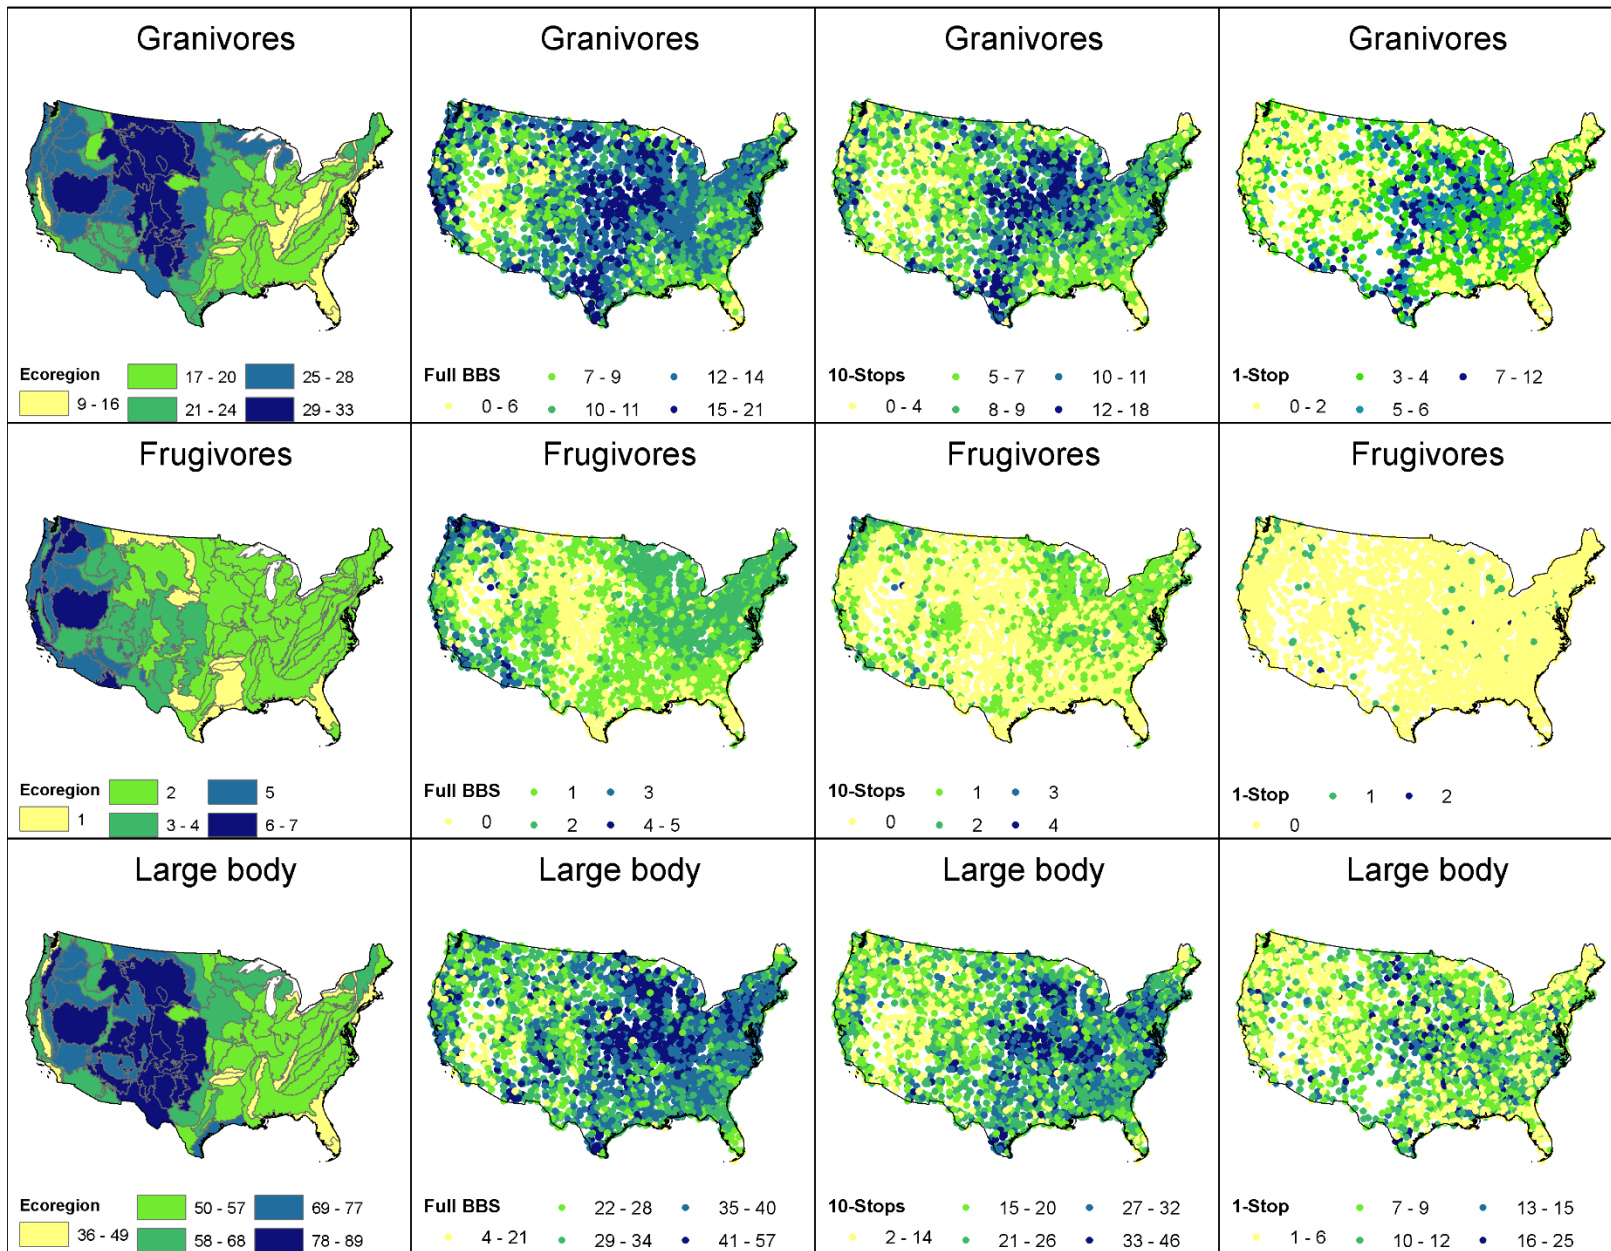 Granivores
Granivores
Granivores
Granivores
Ecoregion
9 - 16
17 - 20
21 - 24
25 - 28
29 - 33
Full BBS
0 - 6
7 - 9
10 - 11
12 - 14
15 - 21
10-Stops
0 - 4
5 - 7
8 - 9
10 - 11
12 - 18
1-Stop
0 - 2
3 - 4
5 - 6
7 - 12
Frugivores
Frugivores
Frugivores
Frugivores
Ecoregion
1
2
3 - 4
5
6 - 7
Full BBS
0
1
2
3
4 - 5
10-Stops
0
1
2
3
4
1-Stop
0
1
2
Large body
Large body
Large body
Large body
Ecoregion
36 - 49
50 - 57
58 - 68
69 - 77
78 - 89
Full BBS
4 - 21
22 - 28
29 - 34
35 - 40
41 - 57
10-Stops
2 - 14
15 - 20
21 - 26
27 - 32
33 - 46
1-Stop
1 - 6
7 - 9
10 - 12
13 - 15
16 - 25